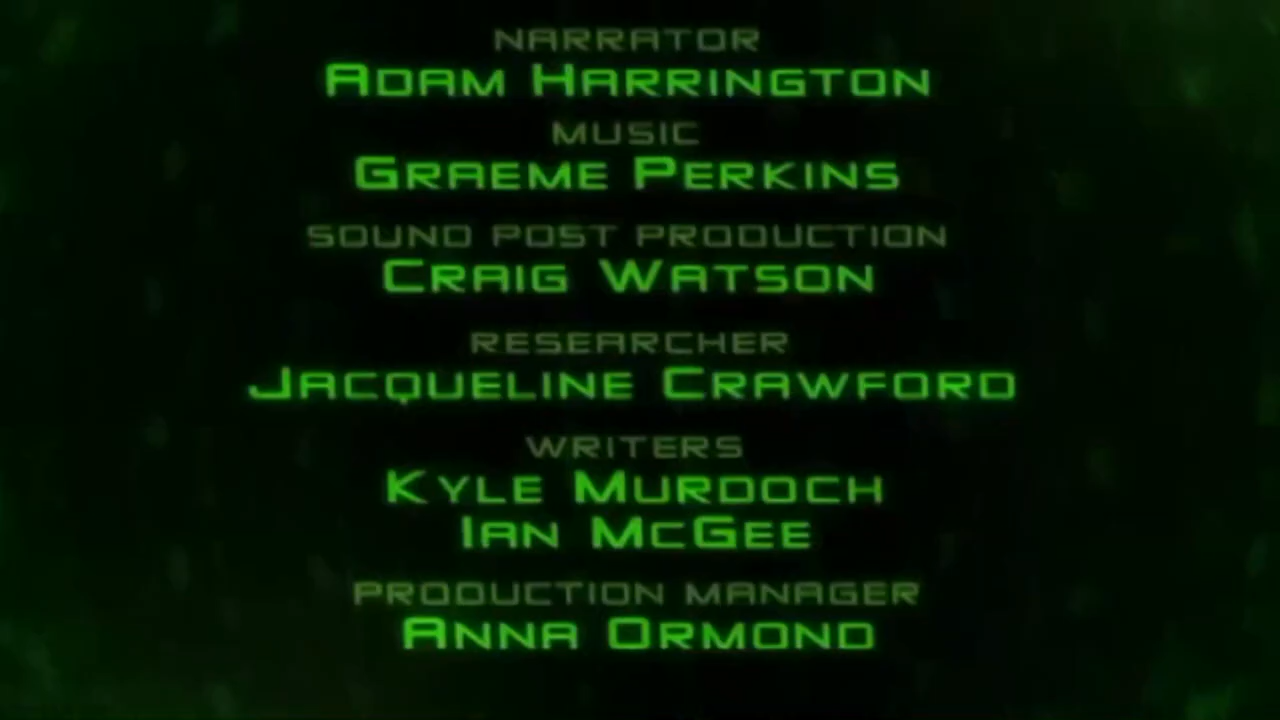 NARRATOR
ADAM HARRINGTON
MUSIC
GRAEME PERKINS
SOUND POST PRODUCTION
CRAIG WATSON
RESEARCHER
JACQUELINE CRAWFORD
WRITERS
KYLE MURDOCH
IAN MCGEE
PRODUCTION MANAGER
ANNA ORMOND